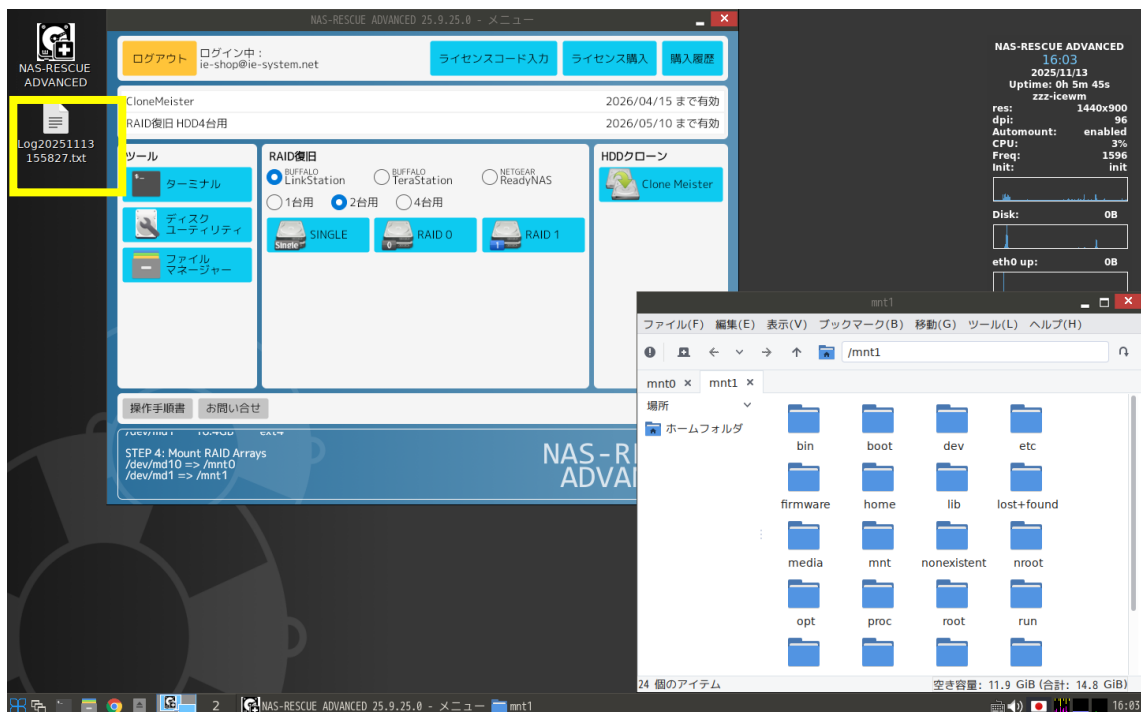 NAS-RESCUE ADVANCED 25.9.25.0 - メニュー
NAS-RESCUE
ADVANCED
Log20251113
155827.txt
ログアウト
ログイン中 :
ie-shop@ie-system.net
ライセンスコード入力
ライセンス購入
購入履歴
CloneMeister
2026/04/15 まで有効
RAID復旧 HDD4台用
2026/05/10 まで有効
ツール
ターミナル
ディスク
ユーティリティ
ファイル
マネージャー
RAID復旧
BUFFALO
LinkStation
BUFFALO
TeraStation
NETGEAR
ReadyNAS
1台用
2台用
4台用
Single
SINGLE
0
RAID 0
1
RAID 1
HDDクローン
Clone Meister
操作手順書
お問い合せ
STEP 4: Mount RAID Arrays
/dev/md10 => /mnt0
/dev/md1 => /mnt1
NAS-RESCUE ADVANCED
16:03
2025/11/13
Uptime: 0h 5m 45s
zzz-icewm
res: 1440x900
dpi: 96
Automount: enabled
CPU: 3%
Freq: 1596
Init: init
Disk: 0B
eth0 up: 0B
mnt1
ファイル(F) 編集(E) 表示(V) ブックマーク(B) 移動(G) ツール(L) ヘルプ(H)
/mnt1
mnt0
mnt1
場所
ホームフォルダ
bin boot dev etc
firmware home lib lost+found
media mnt nonexistent nroot
opt proc root run
24 個のアイテム
空き容量: 11.9 GiB (合計: 14.8 GiB)
2
NAS-RESCUE ADVANCED 25.9.25.0 - メニュー
mnt1
16:03